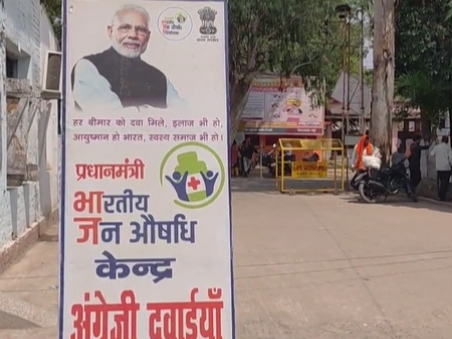 हर बीमार को दवा मिले, इलाज भी हो,
आयुष्मान हो भारत, स्वस्थ समाज भी हो।
प्रधानमंत्री
भारतीय
जन औषधि
केन्द्र
अंग्रेजी दवाईयाँ